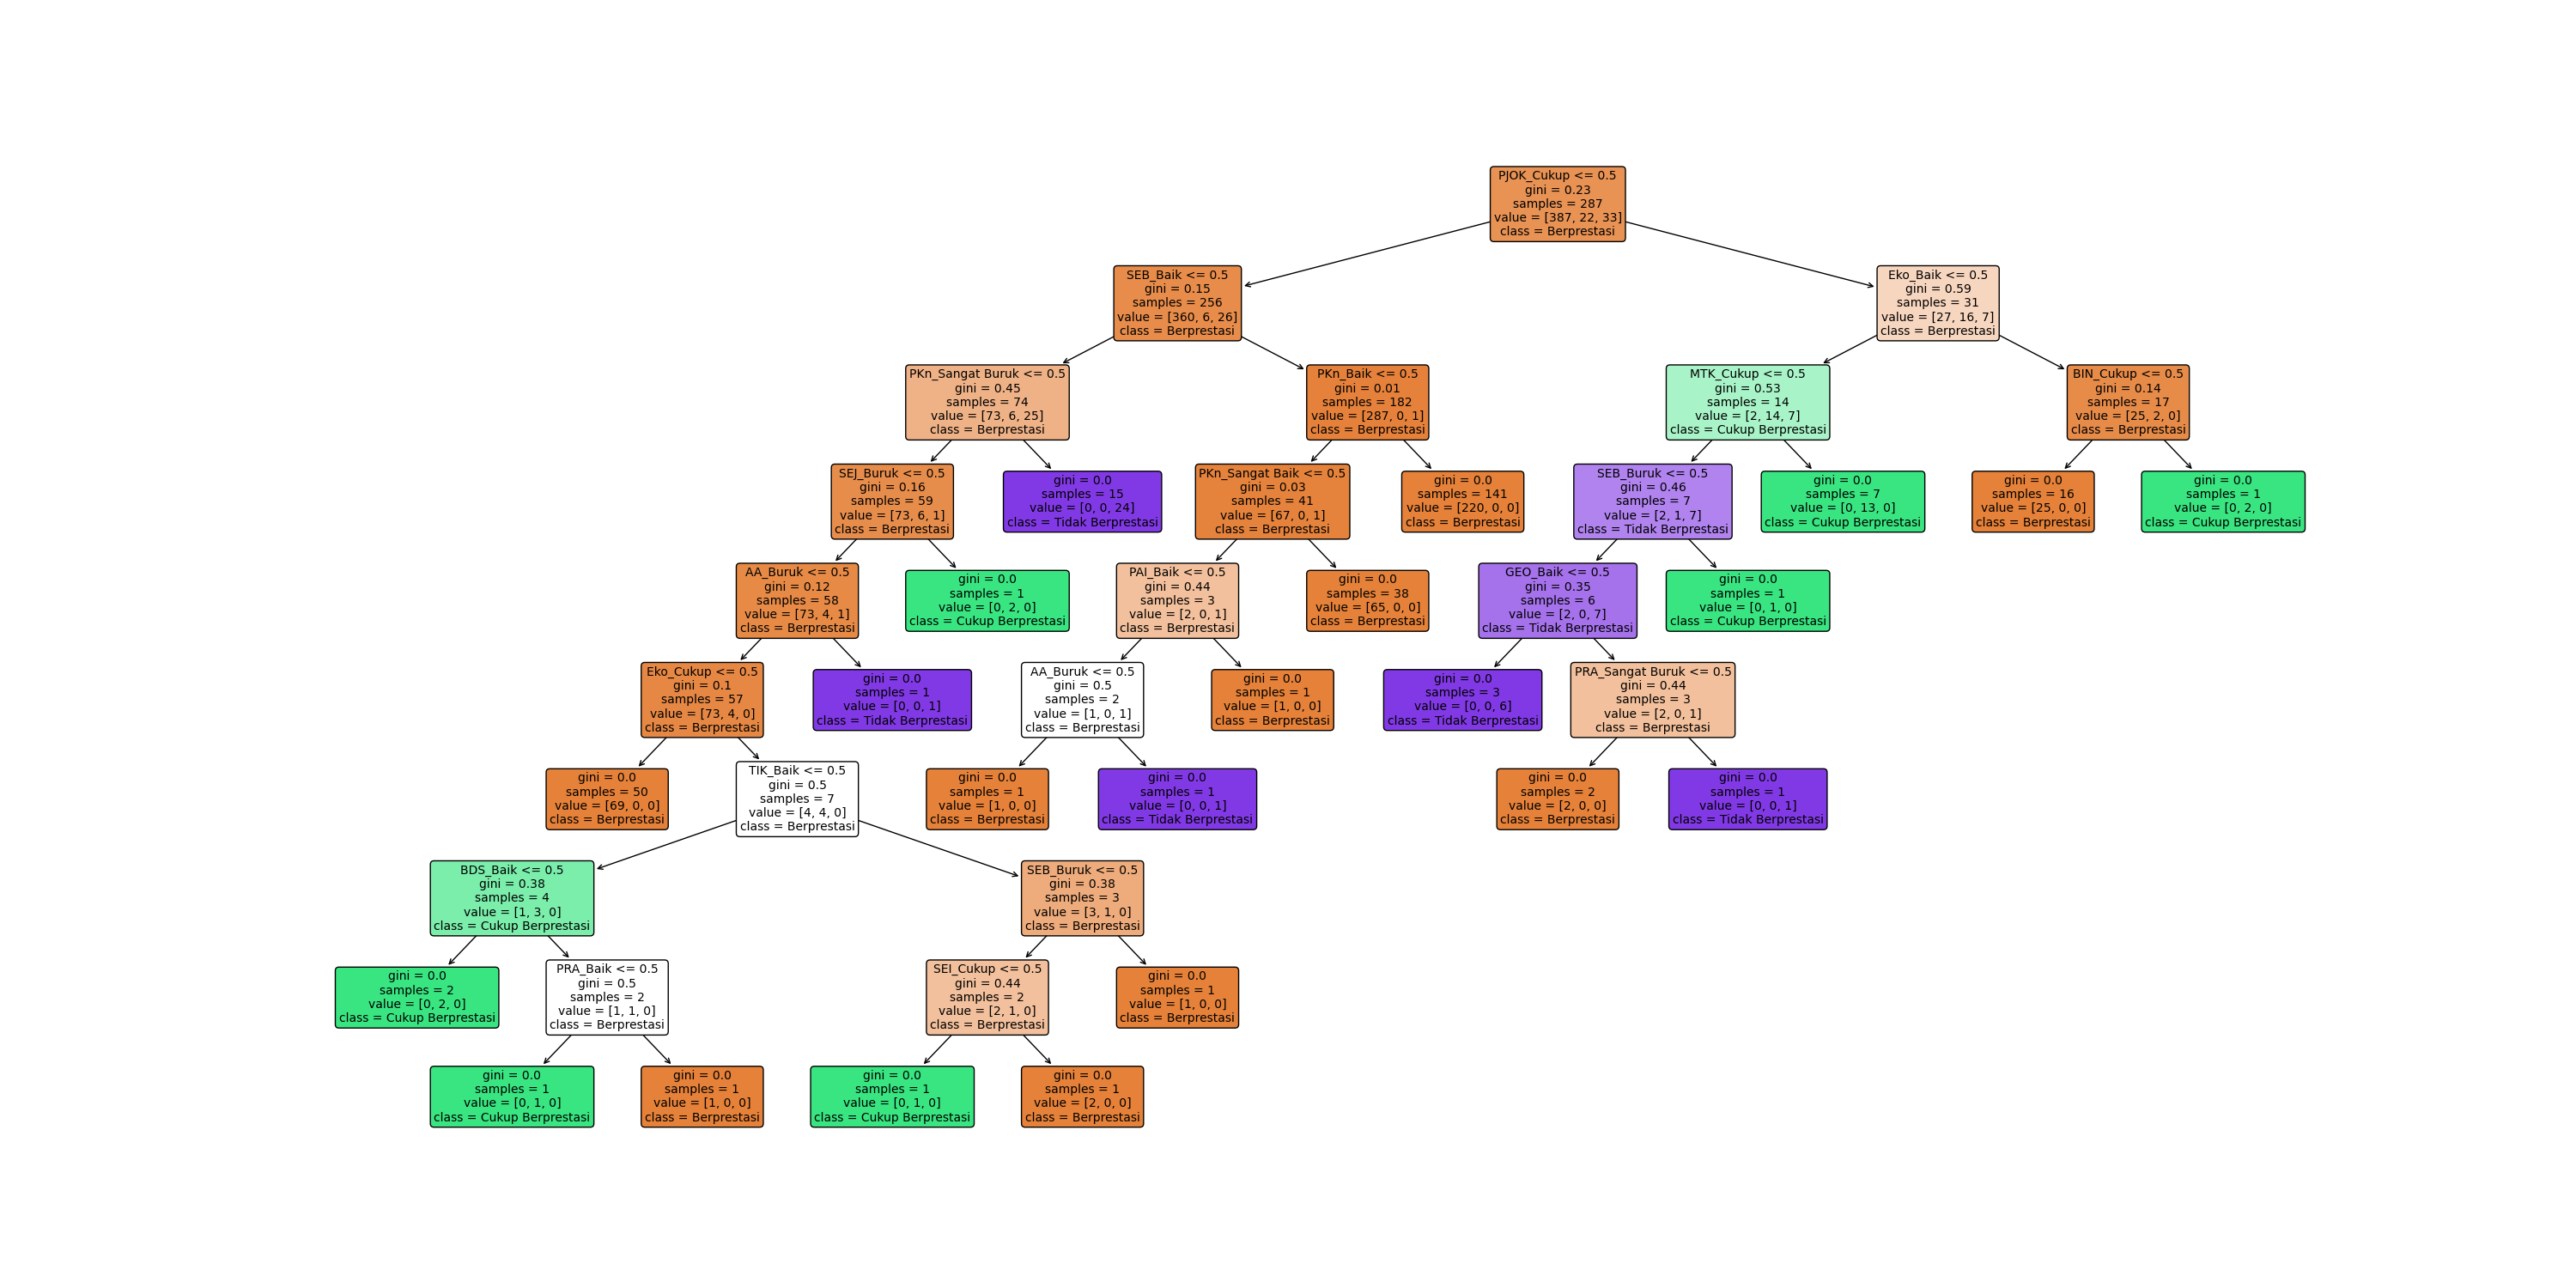 PJOK_Cukup <= 0.5
gini = 0.23
samples = 287
value = [387, 22, 33]
class = Berprestasi
SEB_Baik <= 0.5
gini = 0.15
samples = 256
value = [360, 6, 26]
class = Berprestasi
Eko_Baik <= 0.5
gini = 0.59
samples = 31
value = [27, 16, 7]
class = Berprestasi
PKn_Sangat Buruk <= 0.5
gini = 0.45
samples = 74
value = [73, 6, 25]
class = Berprestasi
PKn_Baik <= 0.5
gini = 0.01
samples = 182
value = [287, 0, 1]
class = Berprestasi
MTK_Cukup <= 0.5
gini = 0.53
samples = 14
value = [2, 14, 7]
class = Cukup Berprestasi
BIN_Cukup <= 0.5
gini = 0.14
samples = 17
value = [25, 2, 0]
class = Berprestasi
SEJ_Buruk <= 0.5
gini = 0.16
samples = 59
value = [73, 6, 1]
class = Berprestasi
gini = 0.0
samples = 15
value = [0, 0, 24]
class = Tidak Berprestasi
PKn_Sangat Baik <= 0.5
gini = 0.03
samples = 41
value = [67, 0, 1]
class = Berprestasi
gini = 0.0
samples = 141
value = [220, 0, 0]
class = Berprestasi
SEB_Buruk <= 0.5
gini = 0.46
samples = 7
value = [2, 1, 7]
class = Tidak Berprestasi
gini = 0.0
samples = 7
value = [0, 13, 0]
class = Cukup Berprestasi
gini = 0.0
samples = 16
value = [25, 0, 0]
class = Berprestasi
gini = 0.0
samples = 1
value = [0, 2, 0]
class = Cukup Berprestasi
AA_Buruk <= 0.5
gini = 0.12
samples = 58
value = [73, 4, 1]
class = Berprestasi
gini = 0.0
samples = 1
value = [0, 2, 0]
class = Cukup Berprestasi
PAI_Baik <= 0.5
gini = 0.44
samples = 3
value = [2, 0, 1]
class = Berprestasi
gini = 0.0
samples = 38
value = [65, 0, 0]
class = Berprestasi
GEO_Baik <= 0.5
gini = 0.35
samples = 6
value = [2, 0, 7]
class = Tidak Berprestasi
gini = 0.0
samples = 1
value = [0, 1, 0]
class = Cukup Berprestasi
Eko_Cukup <= 0.5
gini = 0.1
samples = 57
value = [73, 4, 0]
class = Berprestasi
gini = 0.0
samples = 1
value = [0, 0, 1]
class = Tidak Berprestasi
AA_Buruk <= 0.5
gini = 0.5
samples = 2
value = [1, 0, 1]
class = Berprestasi
gini = 0.0
samples = 1
value = [1, 0, 0]
class = Berprestasi
gini = 0.0
samples = 3
value = [0, 0, 6]
class = Tidak Berprestasi
PRA_Sangat Buruk <= 0.5
gini = 0.44
samples = 3
value = [2, 0, 1]
class = Berprestasi
gini = 0.0
samples = 50
value = [69, 0, 0]
class = Berprestasi
TIK_Baik <= 0.5
gini = 0.5
samples = 7
value = [4, 4, 0]
class = Berprestasi
gini = 0.0
samples = 1
value = [1, 0, 0]
class = Berprestasi
gini = 0.0
samples = 1
value = [0, 0, 1]
class = Tidak Berprestasi
gini = 0.0
samples = 2
value = [2, 0, 0]
class = Berprestasi
gini = 0.0
samples = 1
value = [0, 0, 1]
class = Tidak Berprestasi
BDS_Baik <= 0.5
gini = 0.38
samples = 4
value = [1, 3, 0]
class = Cukup Berprestasi
SEB_Buruk <= 0.5
gini = 0.38
samples = 3
value = [3, 1, 0]
class = Berprestasi
gini = 0.0
samples = 2
value = [0, 2, 0]
class = Cukup Berprestasi
PRA_Baik <= 0.5
gini = 0.5
samples = 2
value = [1, 1, 0]
class = Berprestasi
SEI_Cukup <= 0.5
gini = 0.44
samples = 2
value = [2, 1, 0]
class = Berprestasi
gini = 0.0
samples = 1
value = [1, 0, 0]
class = Berprestasi
gini = 0.0
samples = 1
value = [0, 1, 0]
class = Cukup Berprestasi
gini = 0.0
samples = 1
value = [1, 0, 0]
class = Berprestasi
gini = 0.0
samples = 1
value = [0, 1, 0]
class = Cukup Berprestasi
gini = 0.0
samples = 1
value = [2, 0, 0]
class = Berprestasi